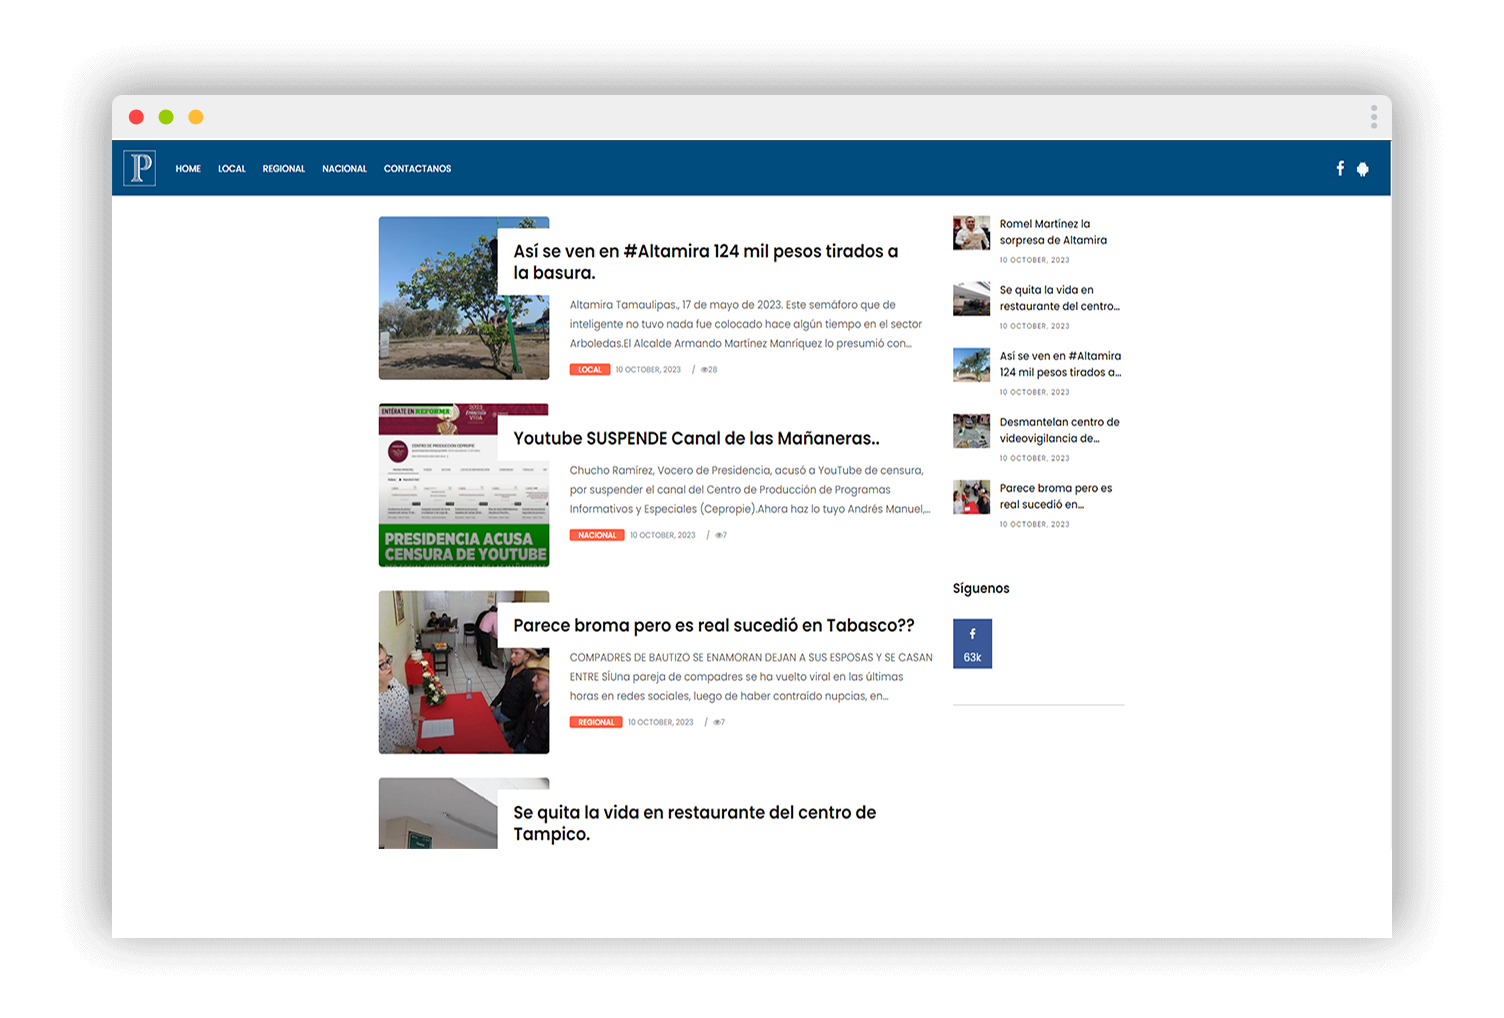 P
HOME LOCAL REGIONAL NACIONAL CONTACTANOS
Así se ven en #Altamira 124 mil pesos tirados a
la basura.
Altamira Tamaulipas., 17 de mayo de 2023. Este semáforo que de
inteligente no tuvo nada fue colocado hace algún tiempo en el sector
Arboledas.El Alcalde Armando Martínez Manríquez lo presumió con...
LOCAL 10 OCTOBER, 2023 / 28
ENTÉRATE EN REFORMA
CENTRO DE PRODUCCION CEPROPIE
PRESIDENCIA ACUSA
CENSURA DE YOUTUBE
Youtube SUSPENDE Canal de las Mañaneras..
Chucho Ramírez, Vocero de Presidencia, acusó a YouTube de censura,
por suspender el canal del Centro de Producción de Programas
Informativos y Especiales (Cepropie).Ahora haz lo tuyo Andrés Manuel,...
NACIONAL 10 OCTOBER, 2023 / 7
Parece broma pero es real sucedió en Tabasco??
COMPADRES DE BAUTIZO SE ENAMORAN DEJAN A SUS ESPOSAS Y SE CASAN
ENTRE SÍUna pareja de compadres se ha vuelto viral en las últimas
horas en redes sociales, luego de haber contraído nupcias, en...
REGIONAL 10 OCTOBER, 2023 / 7
Se quita la vida en restaurante del centro de
Tampico.
Romel Martínez la
sorpresa de Altamira
10 OCTOBER, 2023
Se quita la vida en
restaurante del centro...
10 OCTOBER, 2023
Así se ven en #Altamira
124 mil pesos tirados a...
10 OCTOBER, 2023
Desmantelan centro de
videovigilancia de...
10 OCTOBER, 2023
Parece broma pero es
real sucedió en...
10 OCTOBER, 2023
Síguenos
63k